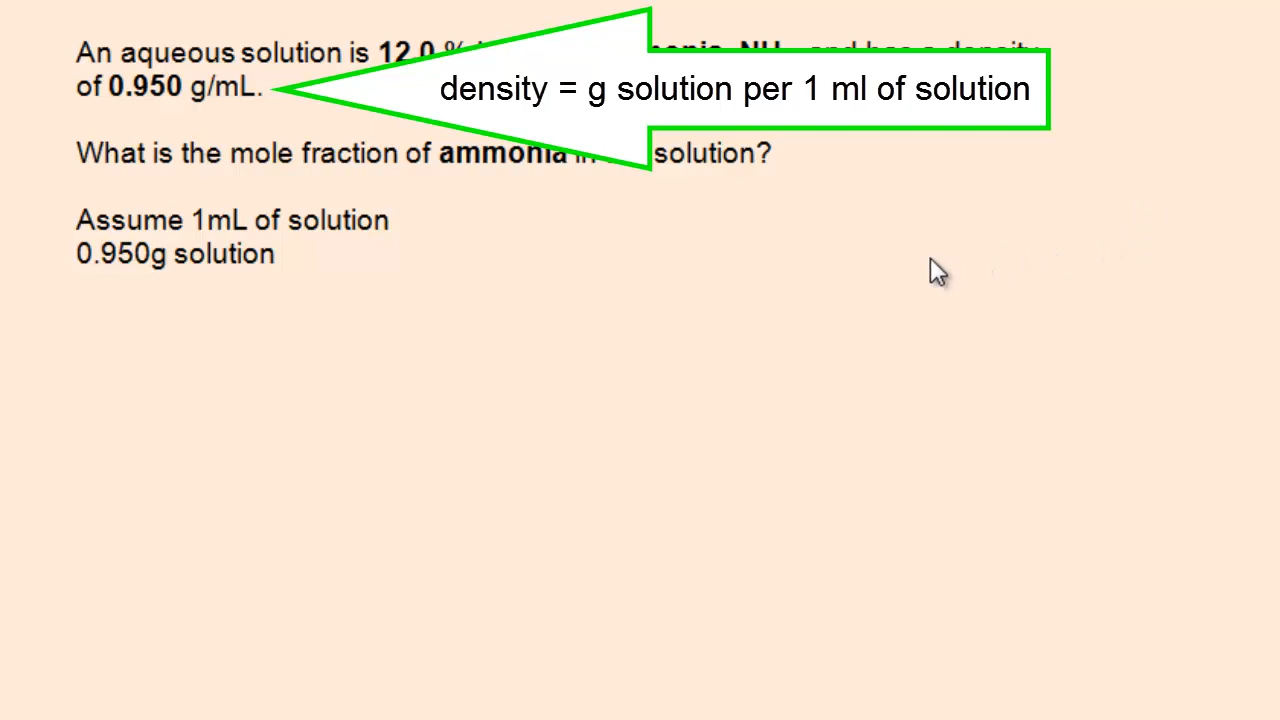 An aqueous solution is 12.0 %
of 0.950 g/mL.
density = g solution per 1 ml of solution
What is the mole fraction of ammonia in solution?
Assume 1mL of solution
0.950g solution